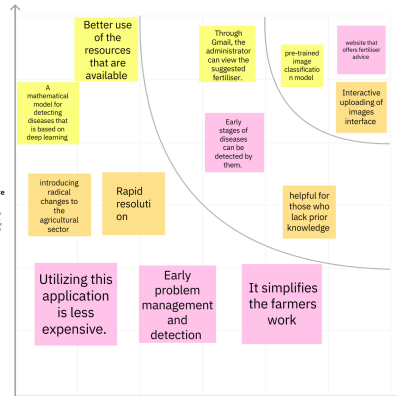 Better use
of the
resources
that are
available
Through
Gmail, the
administrator
can view the
suggested
fertiliser.
pre-trained
image
classificatio
n model
website that
offers fertiliser
advice
A
mathematical
model for
detecting
diseases that
is based on
deep learning
Interactive
uploading of
images
interface
Early
stages of
diseases
can be
detected by
them.
introducing
radical
changes to
the
agricultural
sector
Rapid
resoluti
on
helpful for
those who
lack prior
knowledge
Utilizing this
application
is less
expensive.
Early
problem
management
and
detection
It simplifies
the farmers
work